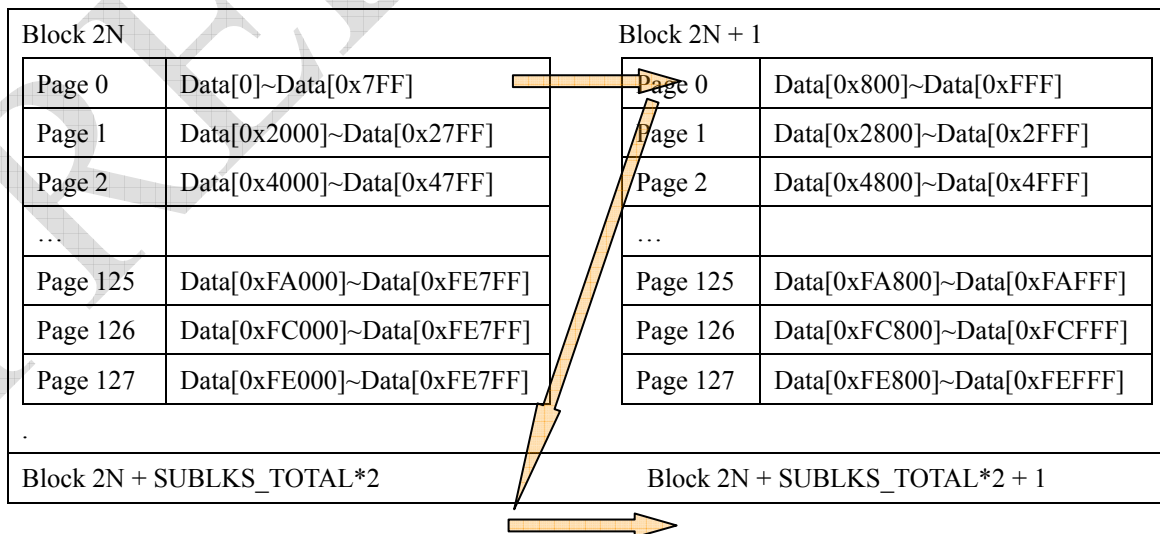 Block 2N Block 2N + 1
Page 0 Data[0]~Data[0x7FF] Page 0 Data[0x800]~Data[0xFFF]
Page 1 Data[0x2000]~Data[0x27FF] Page 1 Data[0x2800]~Data[0x2FFF]
Page 2 Data[0x4000]~Data[0x47FF] Page 2 Data[0x4800]~Data[0x4FFF]
… …
Page 125 Data[0xFA000]~Data[0xFE7FF] Page 125 Data[0xFA800]~Data[0xFAFFF]
Page 126 Data[0xFC000]~Data[0xFE7FF] Page 126 Data[0xFC800]~Data[0xFCFFF]
Page 127 Data[0xFE000]~Data[0xFE7FF] Page 127 Data[0xFE800]~Data[0xFEFFF]
.
Block 2N + SUBLKS_TOTAL*2 Block 2N + SUBLKS_TOTAL*2 + 1